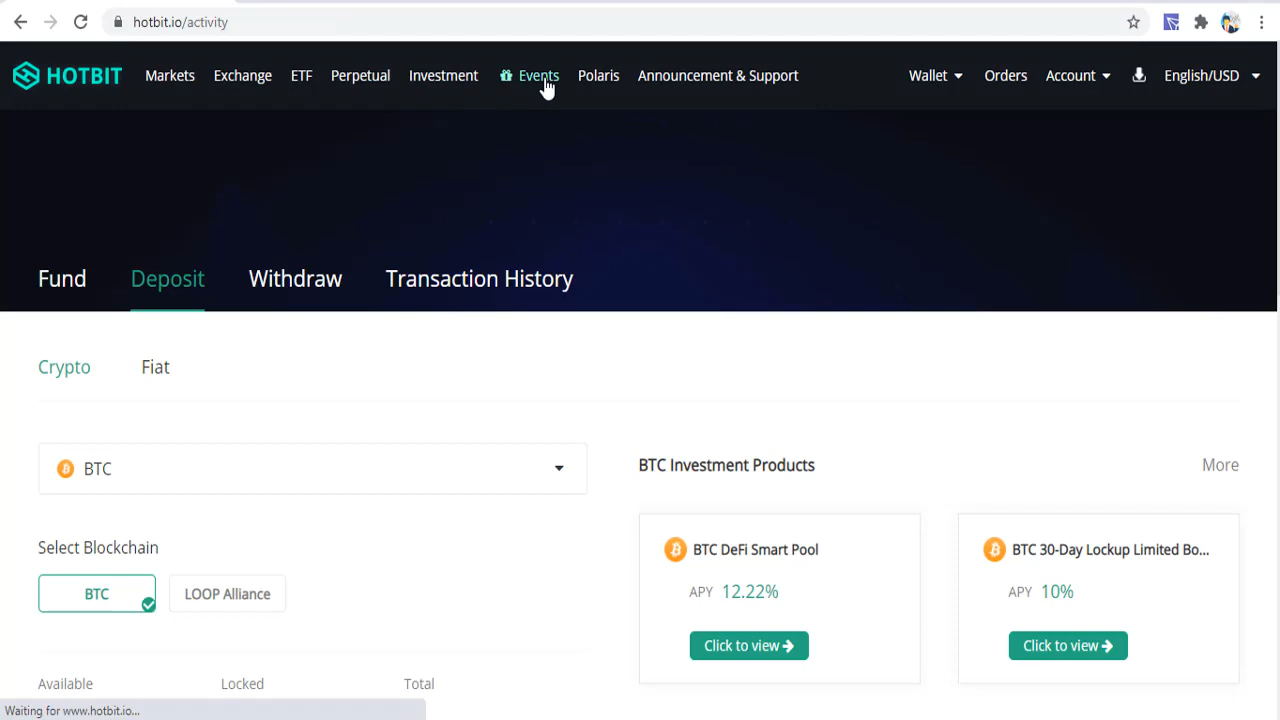 hotbit.io/activity
HOTBIT Markets Exchange ETF Perpetual Investment Events Polaris Announcement & Support Wallet Orders Account English/USD
Fund Deposit Withdraw Transaction History
Crypto Fiat
BTC
BTC Investment Products More
Select Blockchain
BTC LOOP Alliance
BTC DeFi Smart Pool
APY 12.22%
Click to view
BTC 30-Day Lockup Limited Bo...
APY 10%
Click to view
Available Locked Total
Waiting for www.hotbit.io...